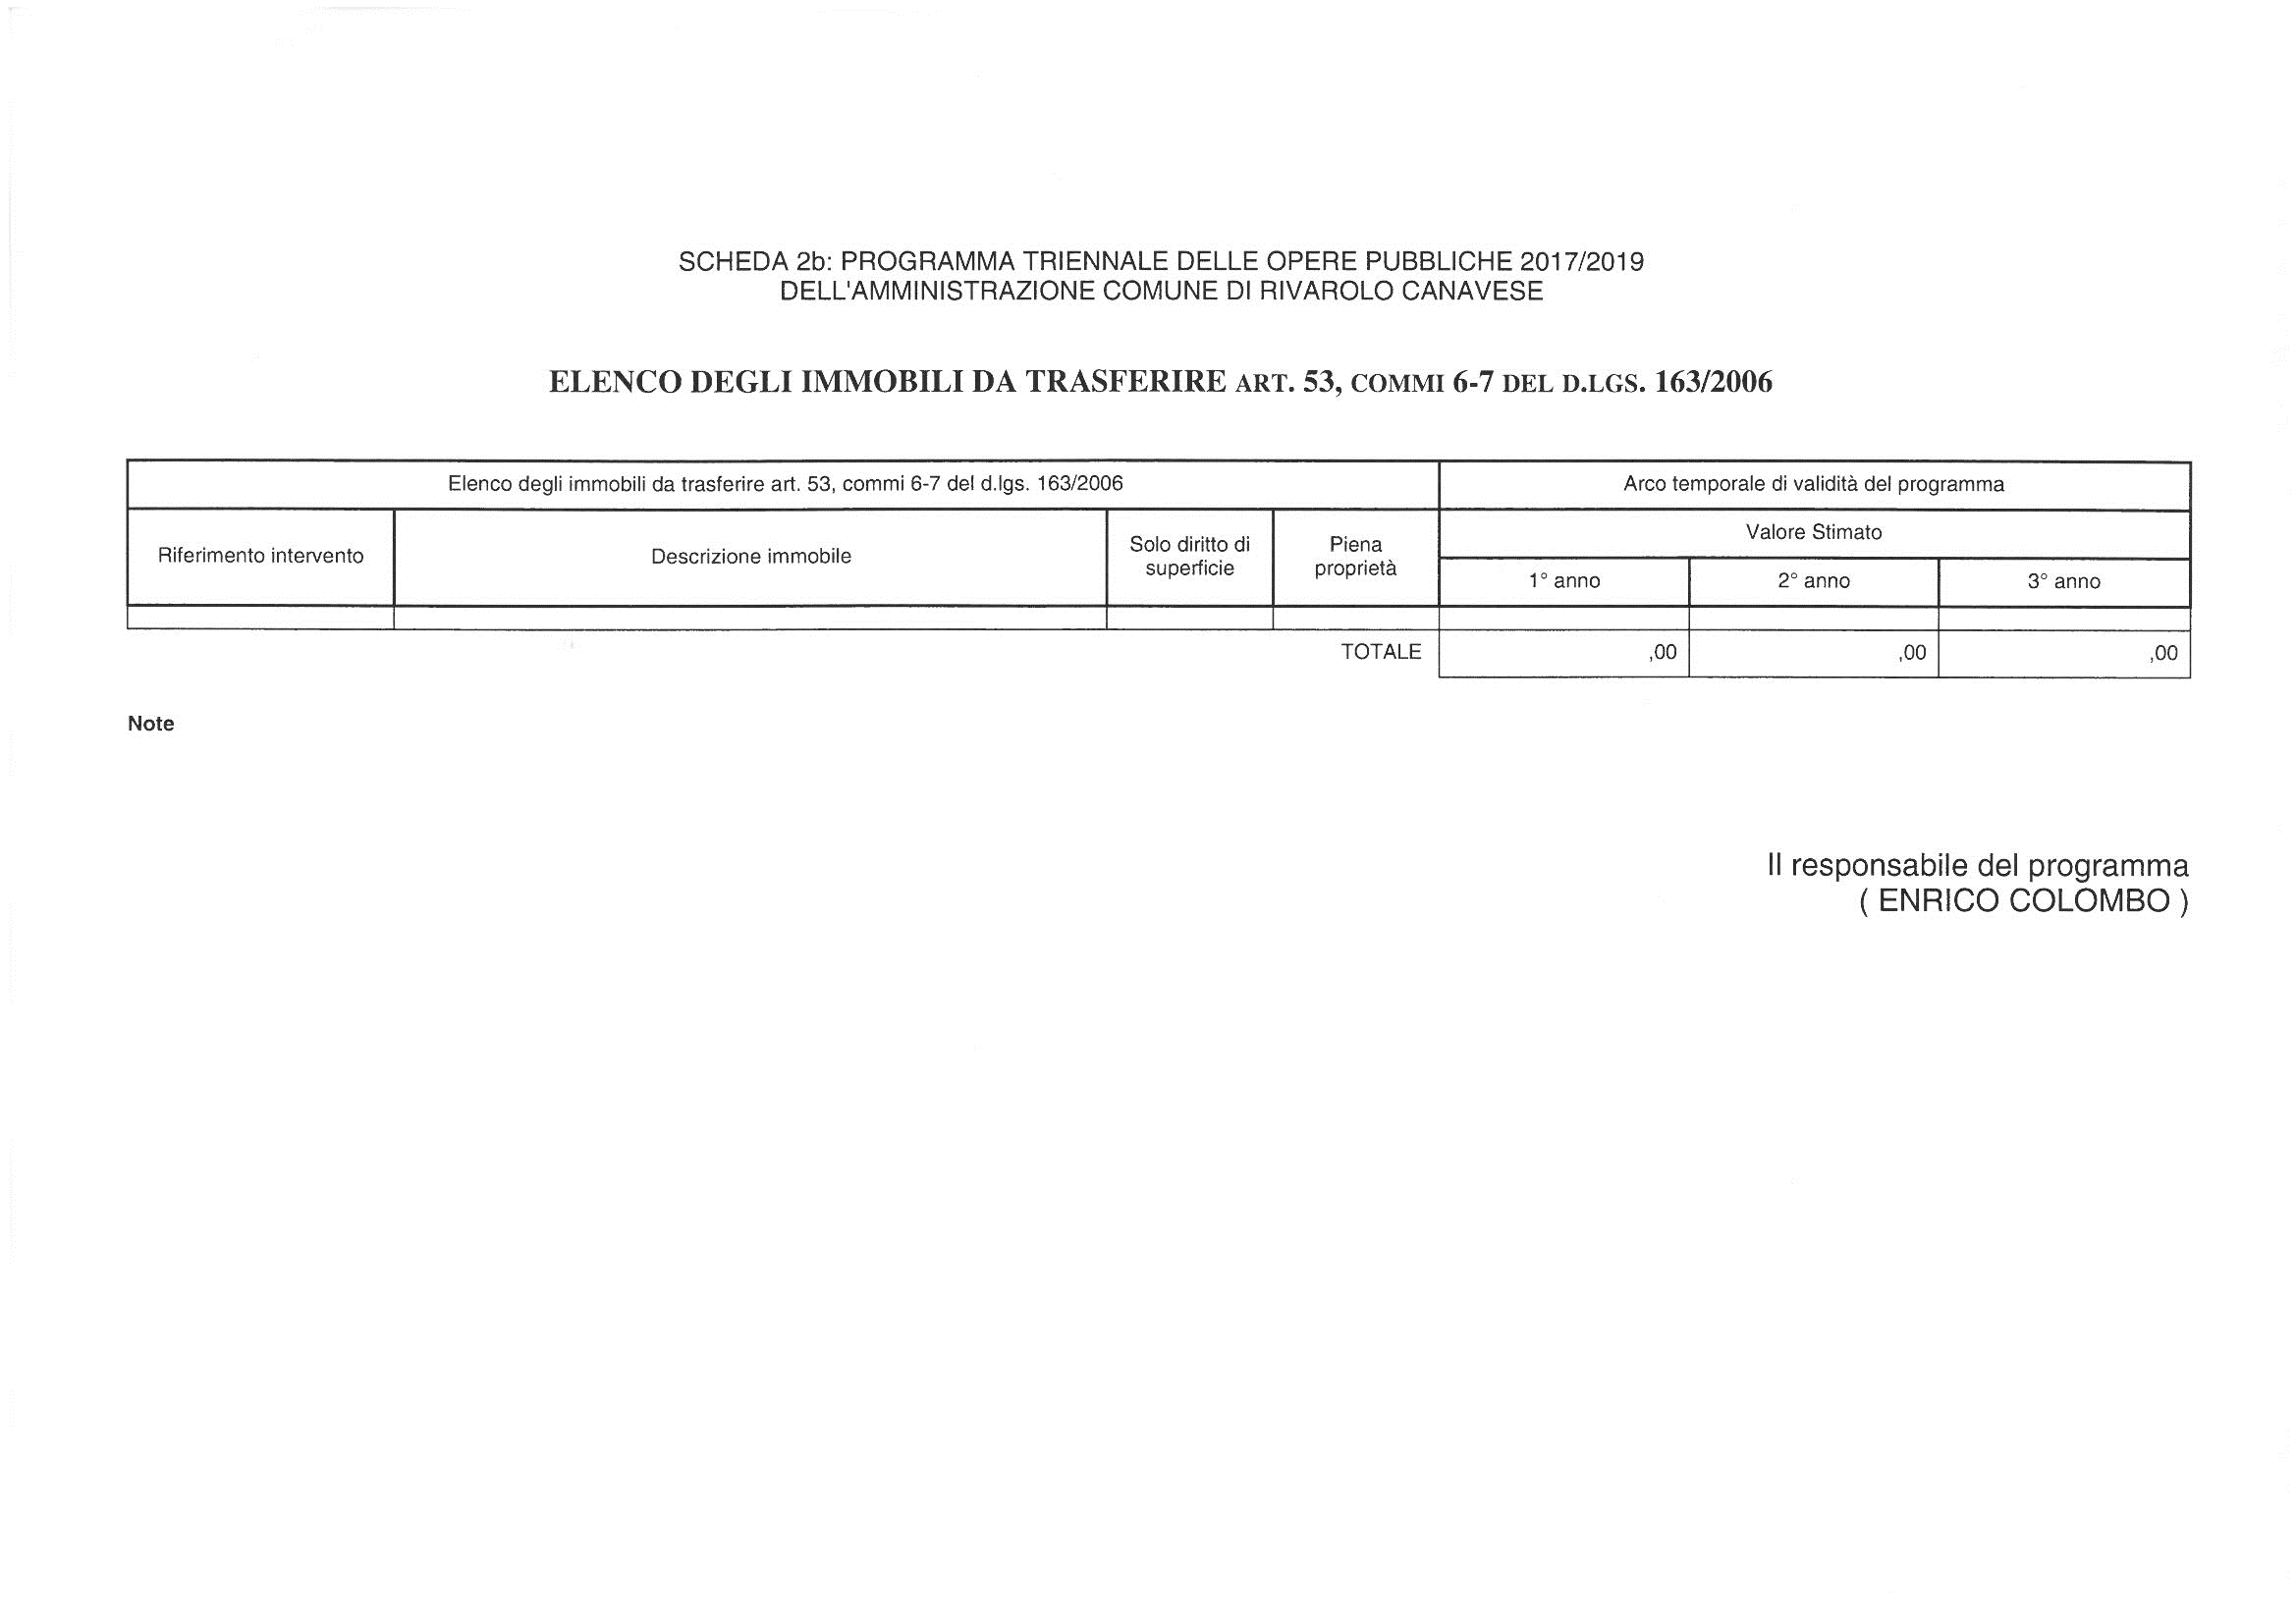 SCHEDA 2b: PROGRAMMA TRIENNALE DELLE OPERE PUBBLICHE 2017/2019
DELL'AMMINISTRAZIONE COMUNE DI RIVAROLO CANAVESE
ELENCO DEGLI IMMOBILI DA TRASFERIRE ART. 53, COMMI 6-7 DEL D.LGS. 163/2006
Elenco degli immobili da trasferire art. 53, commi 6-7 del d.lgs. 163/2006
Arco temporale di validità del programma
Riferimento intervento
Descrizione immobile
Solo diritto di
superficie
Piena
proprietà
Valore Stimato
1° anno
2° anno
3° anno
TOTALE
,00
,00
,00
Note
Il responsabile del programma
( ENRICO COLOMBO )